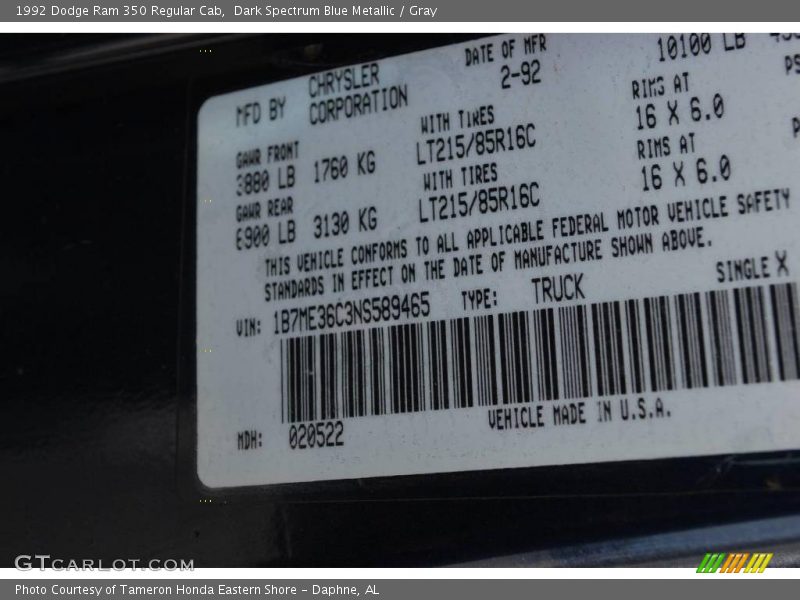 1992 Dodge Ram 350 Regular Cab, Dark Spectrum Blue Metallic / Gray
MFD BY CHRYSLER CORPORATION
DATE OF MFR 2-92
10100 LB
GAWR FRONT WITH TIRES RIMS AT
3880 LB 1760 KG LT215/85R16C 16 X 6.0
GAWR REAR WITH TIRES RIMS AT
6900 LB 3130 KG LT215/85R16C 16 X 6.0
THIS VEHICLE CONFORMS TO ALL APPLICABLE FEDERAL MOTOR VEHICLE SAFETY
STANDARDS IN EFFECT ON THE DATE OF MANUFACTURE SHOWN ABOVE.
VIN: 1B7ME36C3NS589465 TYPE: TRUCK SINGLE X
MDH: 020522 VEHICLE MADE IN U.S.A.
GTCARLOT.COM
Photo Courtesy of Tameron Honda Eastern Shore - Daphne, AL